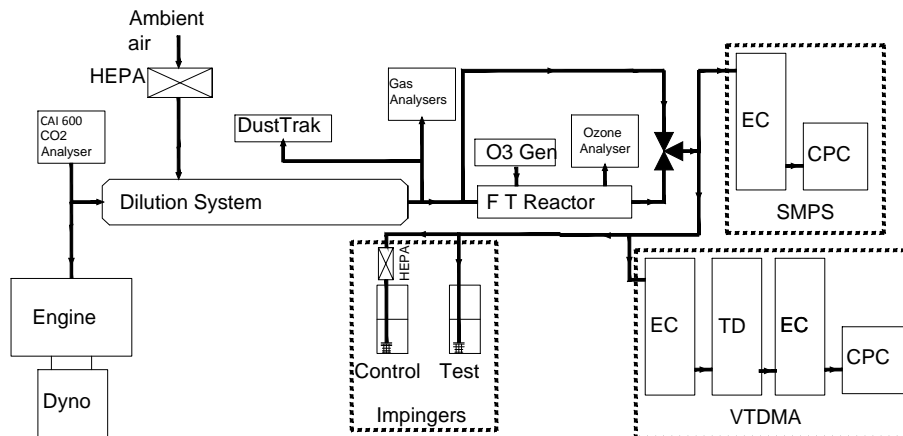 Ambient
air
HEPA
CAI 600
CO2
Analyser
DustTrak
Gas
Analysers
O3 Gen
Ozone
Analyser
Dilution System
F T Reactor
EC
CPC
SMPS
Engine
Dyno
HEPA
Control
Test
Impingers
EC
TD
EC
CPC
VTDMA